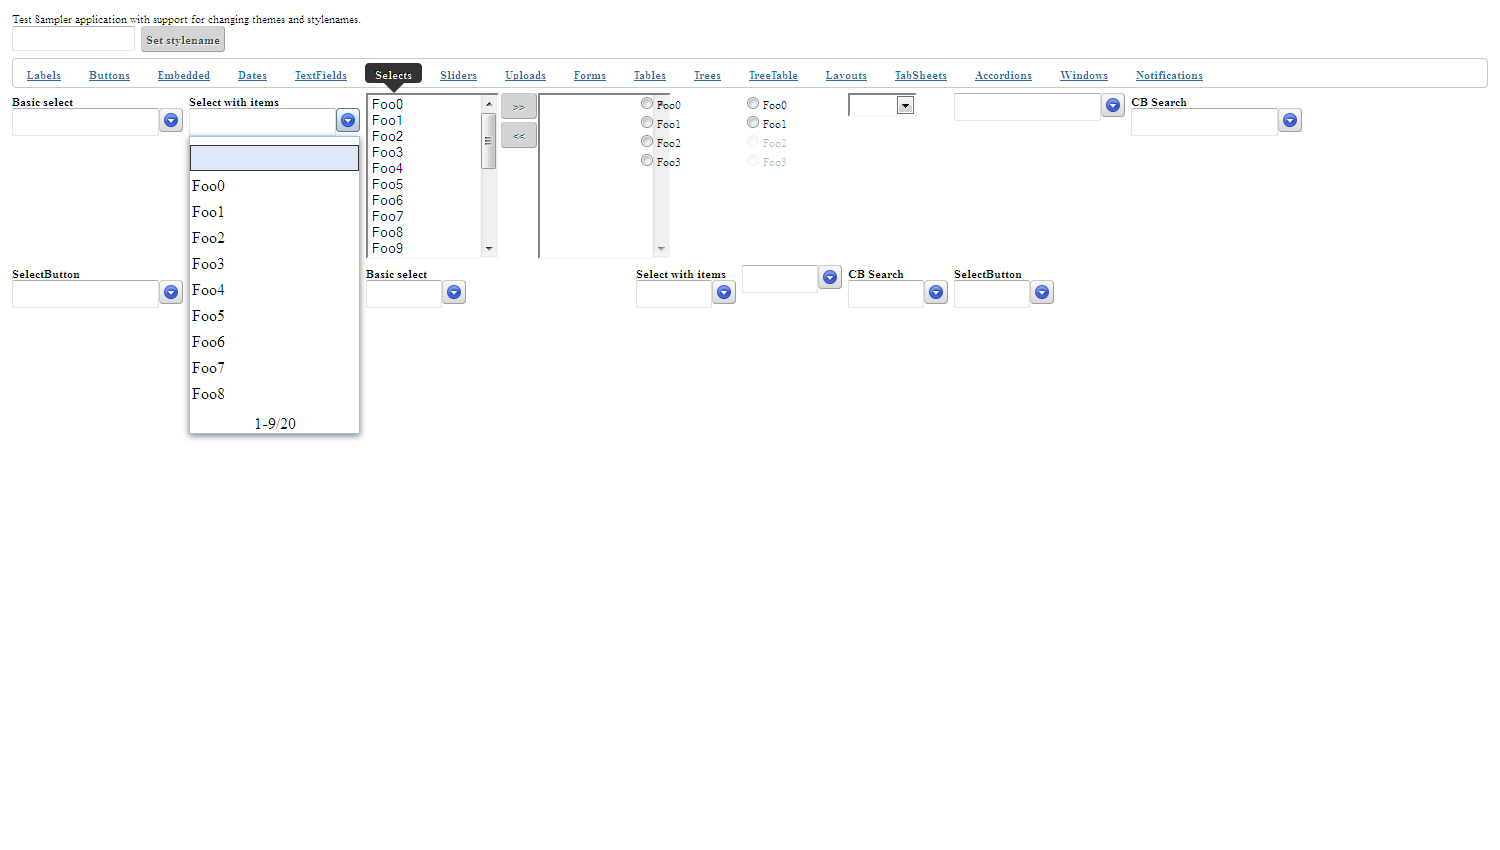 Test Sampler application with support for changing themes and stylenames.
Set stylename
Labels Buttons Embedded Dates TextFields Selects Sliders Uploads Forms Tables Trees TreeTable Layouts TabSheets Accordions Windows Notifications
Basic select
Select with items
Foo0
Foo1
Foo2
Foo3
Foo4
Foo5
Foo6
Foo7
Foo8
1-9/20
Foo0
Foo1
Foo2
Foo3
Foo4
Foo5
Foo6
Foo7
Foo8
Foo9
>>
<<
Foo0
Foo1
Foo2
Foo3
Foo0
Foo1
Foo2
Foo3
CB Search
SelectButton
Basic select
Select with items
CB Search
SelectButton